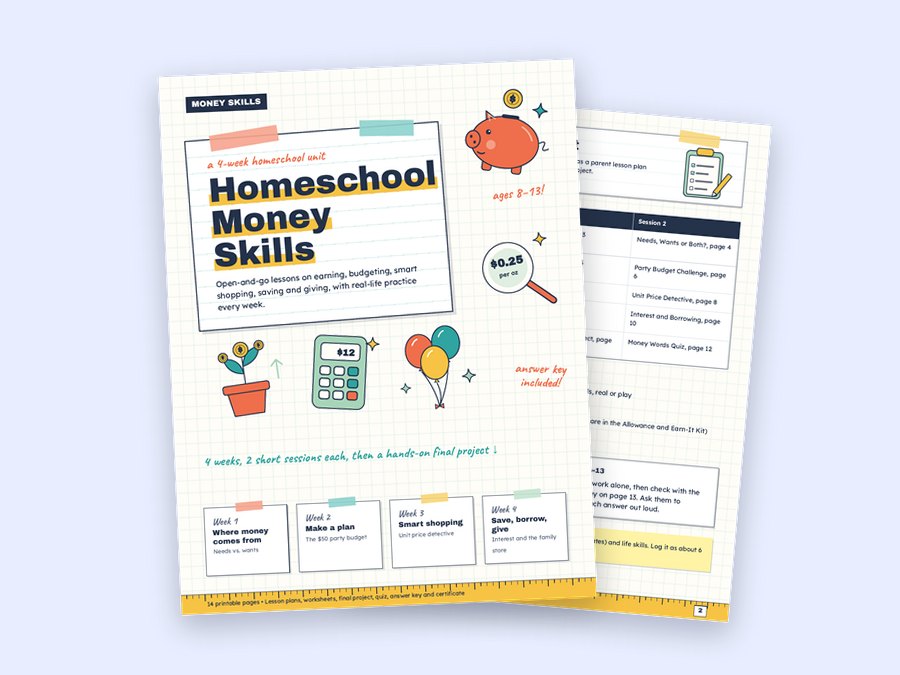 MONEY SKILLS
a 4-week homeschool unit
Homeschool
Money
Skills
Open-and-go lessons on earning, budgeting, smart
shopping, saving and giving, with real-life practice
every week.
ages 8–13!
$0.25
per oz
$12
answer key
included!
4 weeks, 2 short sessions each, then a hands-on final project ↓
Week 1
Where money
comes from
Needs vs. wants
Week 2
Make a plan
The $50 party budget
Week 3
Smart shopping
Unit price detective
Week 4
Save, borrow,
give
Interest and the family
store
14 printable pages • Lesson plans, worksheets, final project, quiz, answer key and certificate
as a parent lesson plan
Session 2
Needs, Wants or Both?, page 4
Party Budget Challenge, page
6
Unit Price Detective, page 8
Interest and Borrowing, page
10
page
Money Words Quiz, page 12
real or play
are in the Allowance and Earn-It Kit)
–13
work alone, then check with the
on page 13. Ask them to
answer out loud.
and life skills. Log it as about 6
2